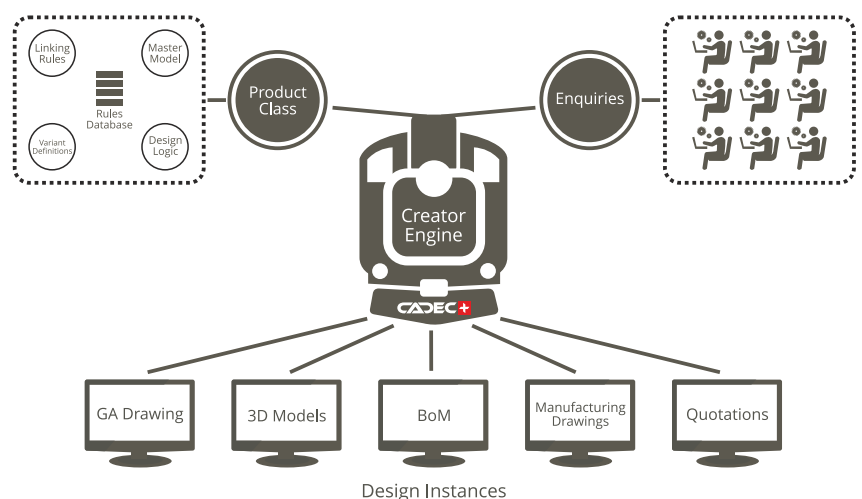 Linking
Rules
Master
Model
Rules
Database
Variant
Definitions
Design
Logic
Product
Class
Enquiries
Creator
Engine
CADEC+
GA Drawing
3D Models
BoM
Manufacturing
Drawings
Quotations
Design Instances